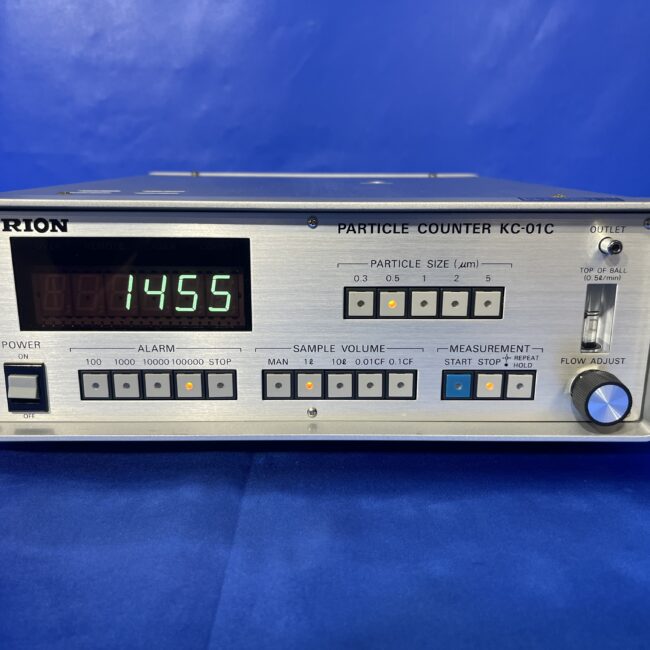 RION
PARTICLE COUNTER KC-01C
OUTLET
1455
PARTICLE SIZE (μm)
0.3 0.5 1 2 5
TOP OF BALL
(0.5ℓ/min)
POWER
ON
OFF
ALARM
100 1000 10000 100000 STOP
SAMPLE VOLUME
MAN 1ℓ 10ℓ 0.01CF 0.1CF
MEASUREMENT
START STOP REPEAT
HOLD
FLOW ADJUST